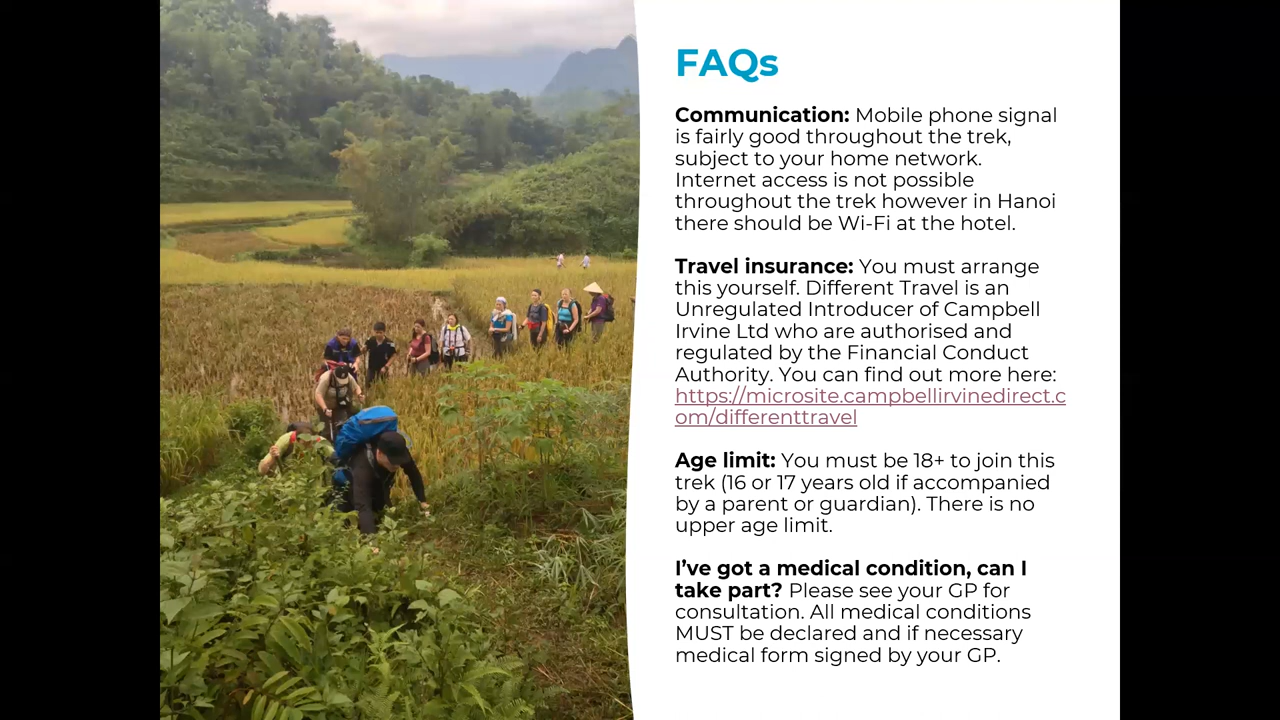 FAQs
Communication: Mobile phone signal
is fairly good throughout the trek,
subject to your home network.
Internet access is not possible
throughout the trek however in Hanoi
there should be Wi-Fi at the hotel.
Travel insurance: You must arrange
this yourself. Different Travel is an
Unregulated Introducer of Campbell
Irvine Ltd who are authorised and
regulated by the Financial Conduct
Authority. You can find out more here:
https://microsite.campbellirvinedirect.c
om/differenttravel
Age limit: You must be 18+ to join this
trek (16 or 17 years old if accompanied
by a parent or guardian). There is no
upper age limit.
I’ve got a medical condition, can I
take part? Please see your GP for
consultation. All medical conditions
MUST be declared and if necessary
medical form signed by your GP.